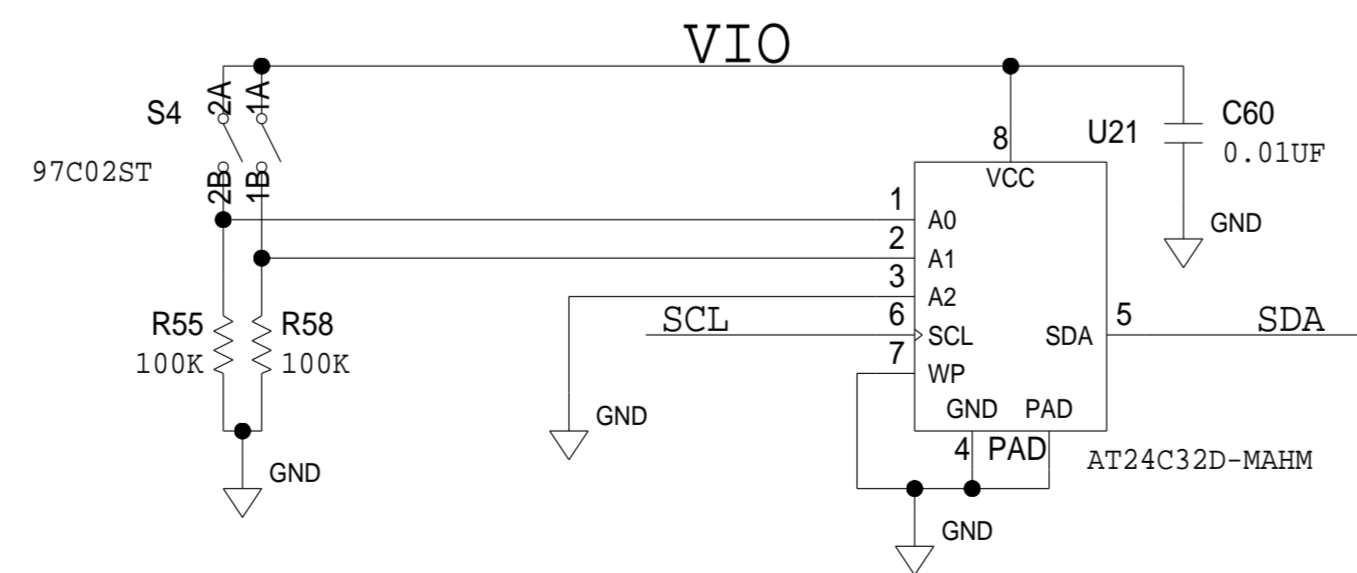 VIO
S4
2A
1A
97C02ST
2B
1B
8
U21
C60
0.01UF
VCC
GND
1
A0
2
A1
3
A2
SCL
6
SCL
SDA
5
SDA
7
WP
R55
100K
R58
100K
GND
GND
GND
PAD
4
PAD
AT24C32D-MAHM
GND